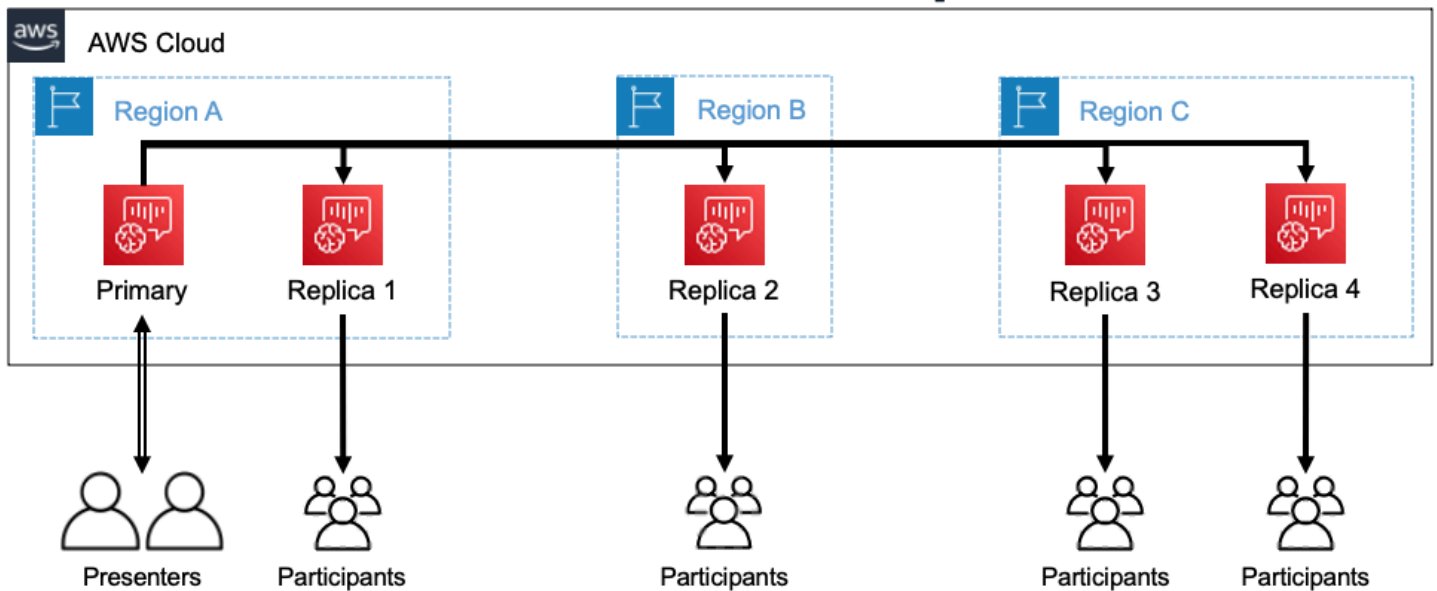 aws
AWS Cloud
Region A
Region B
Region C
Primary
Replica 1
Replica 2
Replica 3
Replica 4
Presenters
Participants
Participants
Participants
Participants